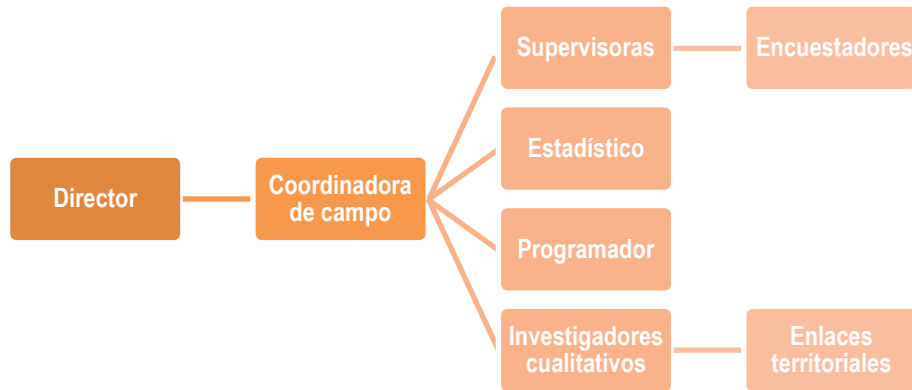 Supervisoras
Encuestadores
Estadístico
Director
Coordinadora
de campo
Programador
Investigadores
cualitativos
Enlaces
territoriales